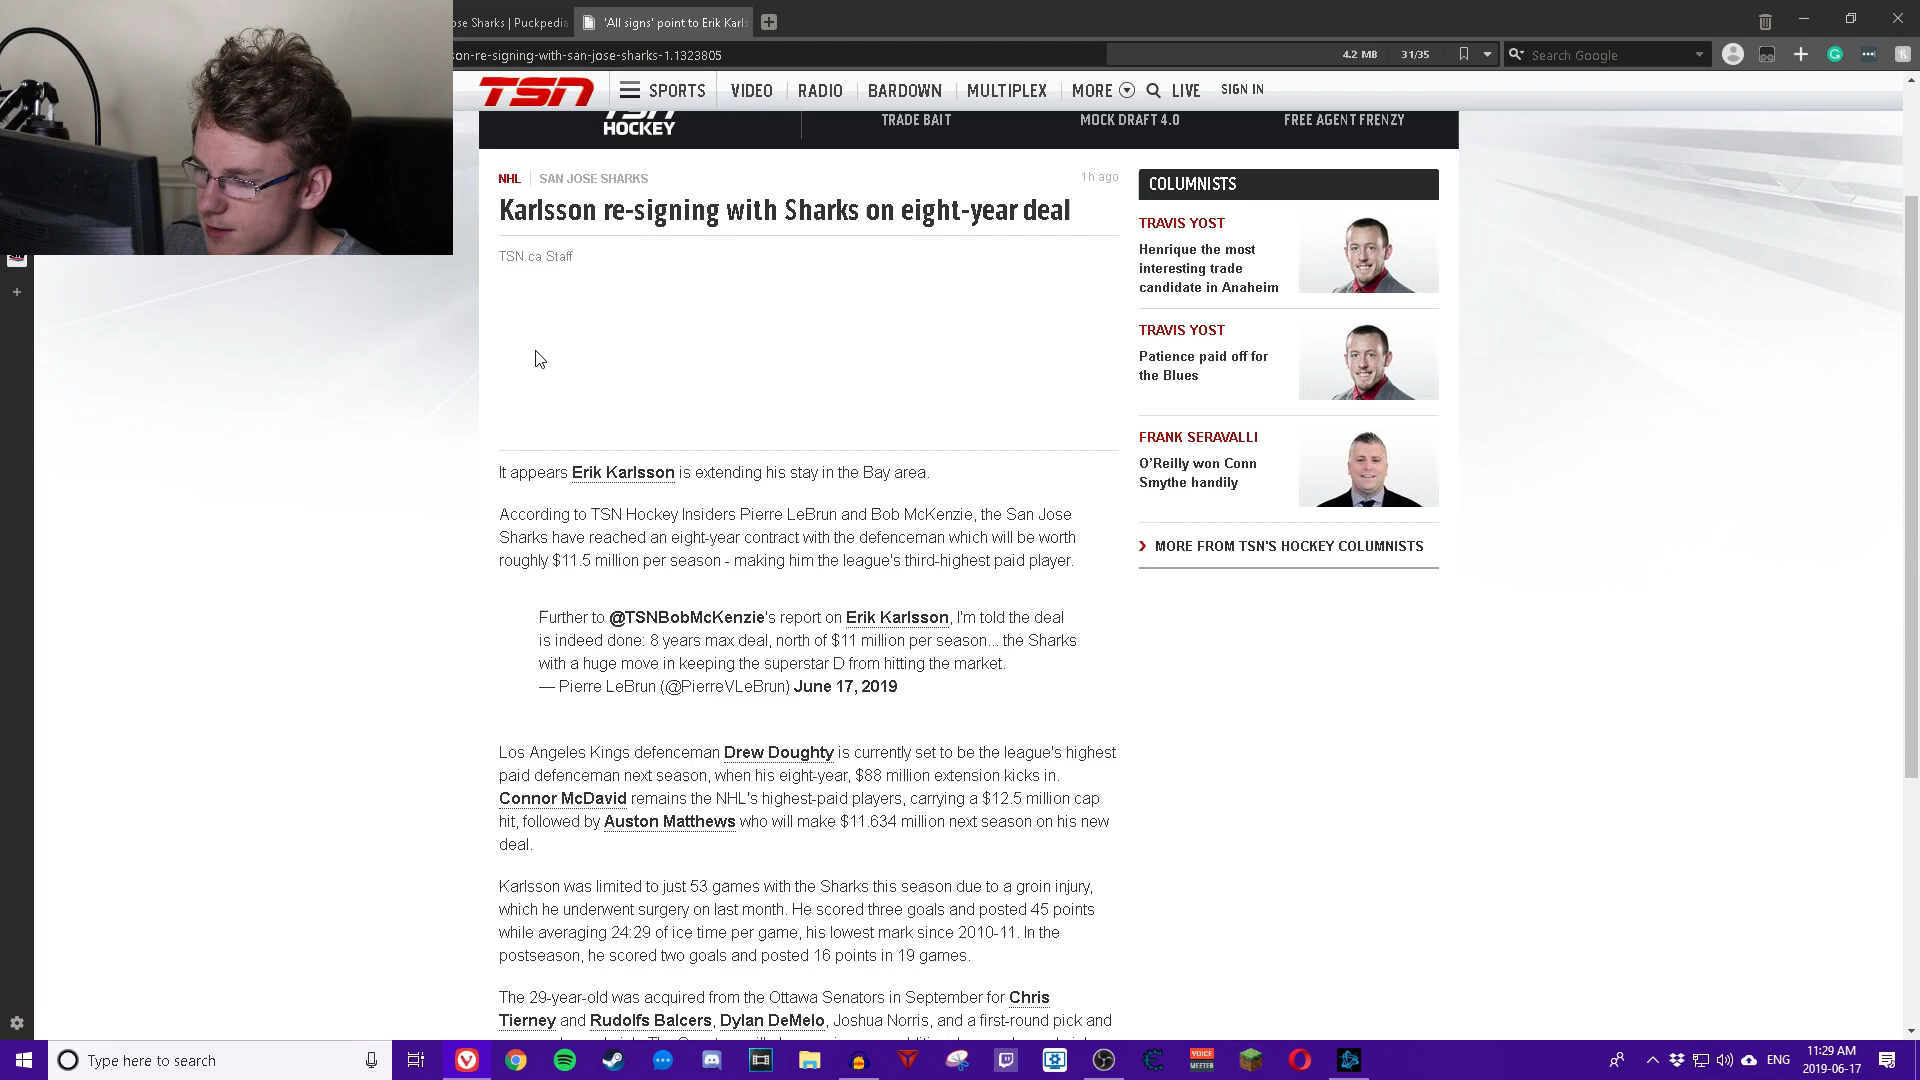 ose Sharks | Puckpedia
'All signs' point to Erik Karls
son-re-signing-with-san-jose-sharks-1.1323805
4.2 MB
31/35
Search Google
TSN
SPORTS
VIDEO
RADIO
BARDOWN
MULTIPLEX
MORE
LIVE
SIGN IN
HOCKEY
TRADE BAIT
MOCK DRAFT 4.0
FREE AGENT FRENZY
NHL
SAN JOSE SHARKS
1h ago
Karlsson re-signing with Sharks on eight-year deal
TSN.ca Staff
It appears Erik Karlsson is extending his stay in the Bay area.
According to TSN Hockey Insiders Pierre LeBrun and Bob McKenzie, the San Jose
Sharks have reached an eight-year contract with the defenceman which will be worth
roughly $11.5 million per season - making him the league's third-highest paid player.
Further to @TSNBobMcKenzie's report on Erik Karlsson, I'm told the deal
is indeed done: 8 years max deal, north of $11 million per season... the Sharks
with a huge move in keeping the superstar D from hitting the market.
— Pierre LeBrun (@PierreVLeBrun) June 17, 2019
Los Angeles Kings defenceman Drew Doughty is currently set to be the league's highest
paid defenceman next season, when his eight-year, $88 million extension kicks in.
Connor McDavid remains the NHL's highest-paid players, carrying a $12.5 million cap
hit, followed by Auston Matthews who will make $11.634 million next season on his new
deal.
Karlsson was limited to just 53 games with the Sharks this season due to a groin injury,
which he underwent surgery on last month. He scored three goals and posted 45 points
while averaging 24:29 of ice time per game, his lowest mark since 2010-11. In the
postseason, he scored two goals and posted 16 points in 19 games.
The 29-year-old was acquired from the Ottawa Senators in September for Chris
Tierney and Rudolfs Balcers, Dylan DeMelo, Joshua Norris, and a first-round pick and
COLUMNISTS
TRAVIS YOST
Henrique the most
interesting trade
candidate in Anaheim
TRAVIS YOST
Patience paid off for
the Blues
FRANK SERAVALLI
O'Reilly won Conn
Smythe handily
MORE FROM TSN'S HOCKEY COLUMNISTS
Type here to search
VOICE
MEETER
ENG
11:29 AM
2019-06-17